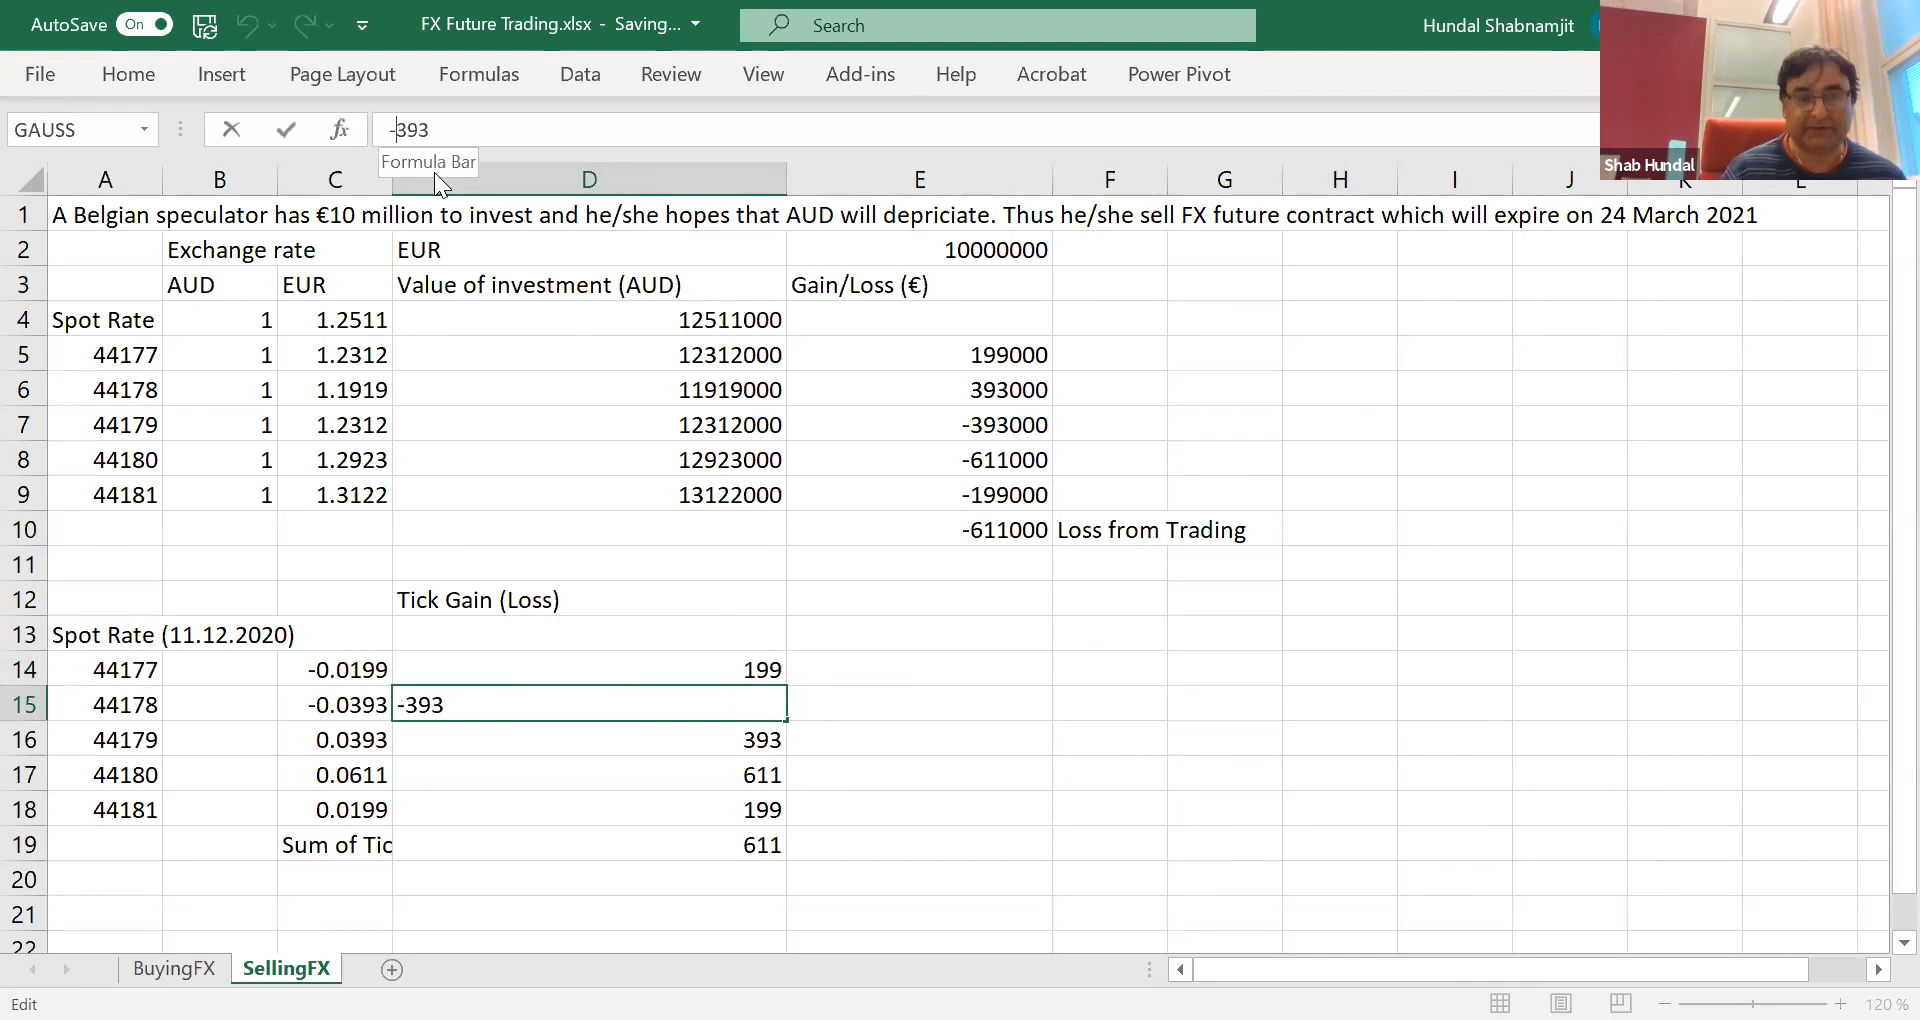 AutoSave On FX Future Trading.xlsx - Saving... Search Hundal Shabnamjit
File Home Insert Page Layout Formulas Data Review View Add-ins Help Acrobat Power Pivot
GAUSS fx -393
Formula Bar
Shab Hundal
A B C D E F G H I J K L
1 A Belgian speculator has €10 million to invest and he/she hopes that AUD will depriciate. Thus he/she sell FX future contract which will expire on 24 March 2021
2 Exchange rate EUR 10000000
3 AUD EUR Value of investment (AUD) Gain/Loss (€)
4 Spot Rate 1 1.2511 12511000
5 44177 1 1.2312 12312000 199000
6 44178 1 1.1919 11919000 393000
7 44179 1 1.2312 12312000 -393000
8 44180 1 1.2923 12923000 -611000
9 44181 1 1.3122 13122000 -199000
10 -611000 Loss from Trading
11
12 Tick Gain (Loss)
13 Spot Rate (11.12.2020)
14 44177 -0.0199 199
15 44178 -0.0393 -393
16 44179 0.0393 393
17 44180 0.0611 611
18 44181 0.0199 199
19 Sum of Tic 611
20
21
22
BuyingFX SellingFX
Edit 120 %